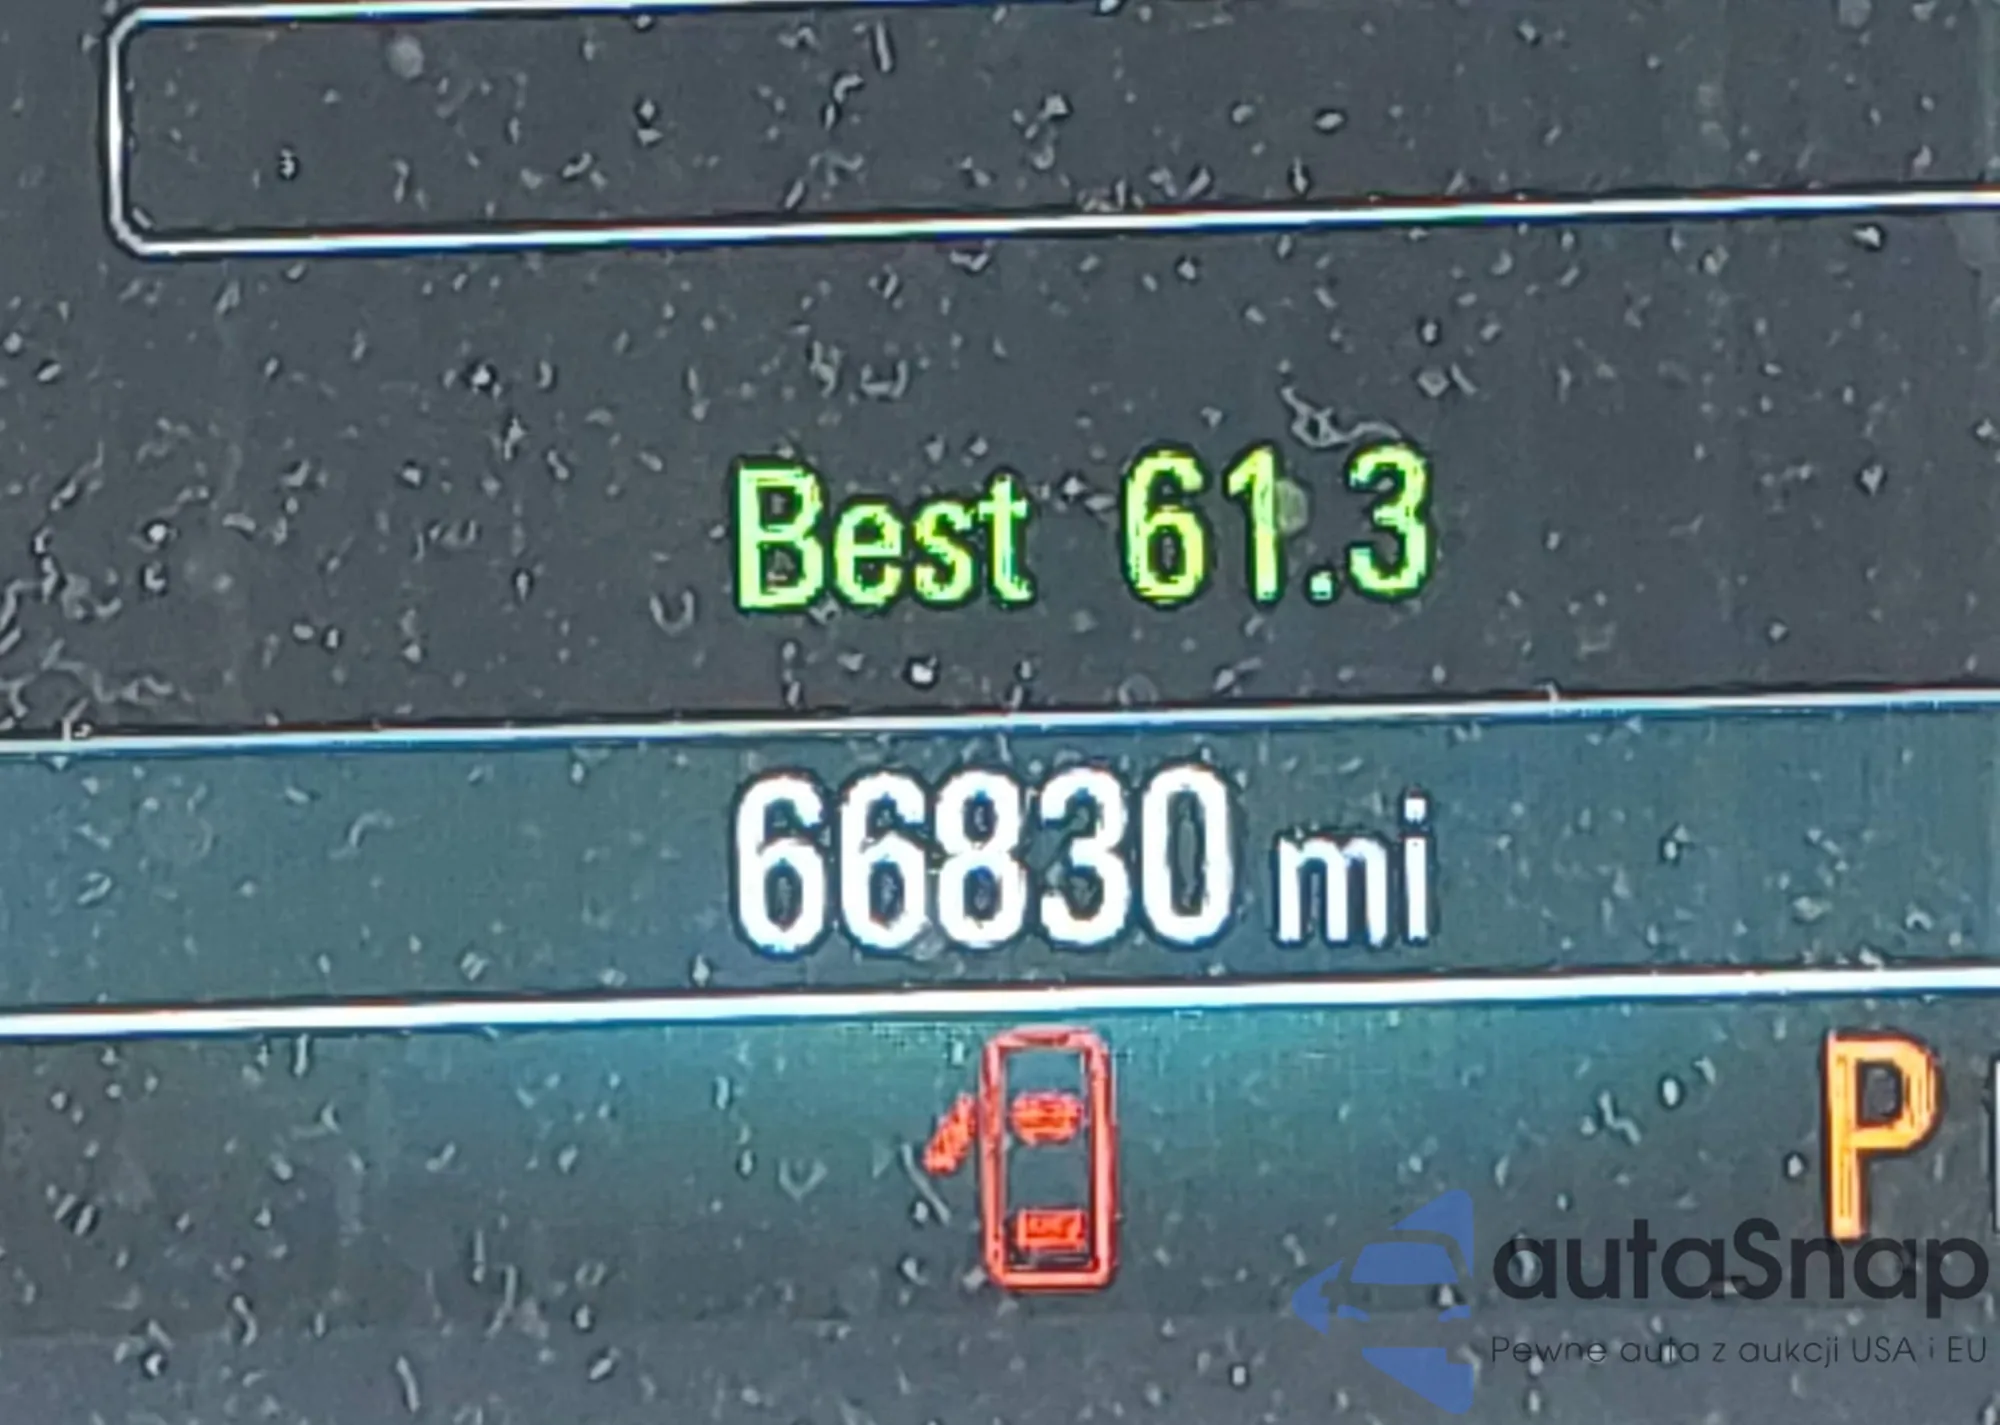 Best 61.3
66830 mi
P
autaSnap
Pewne auta z aukcji USA i EU